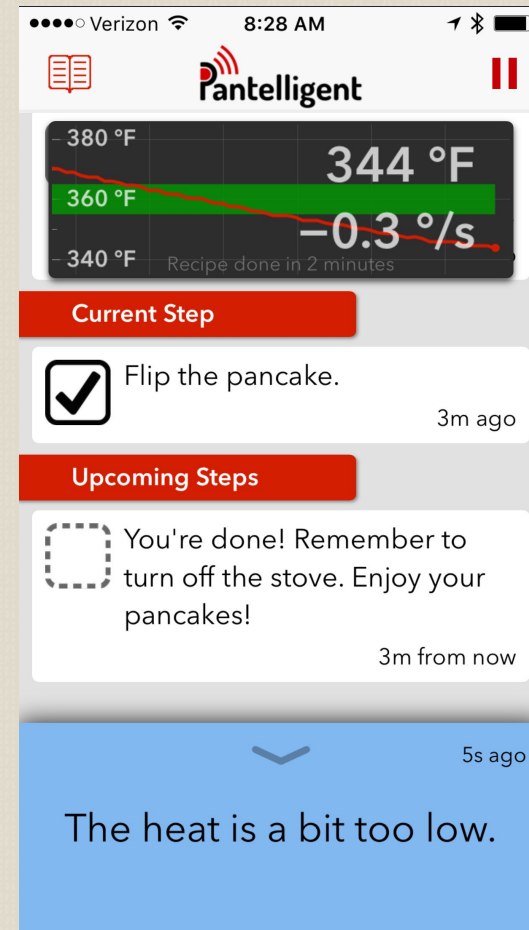 Verizon 8:28 AM
Pantelligent
380 °F
344 °F
360 °F
−0.3 °/s
340 °F
Recipe done in 2 minutes
Current Step
Flip the pancake.
3m ago
Upcoming Steps
You're done! Remember to
turn off the stove. Enjoy your
pancakes!
3m from now
5s ago
The heat is a bit too low.